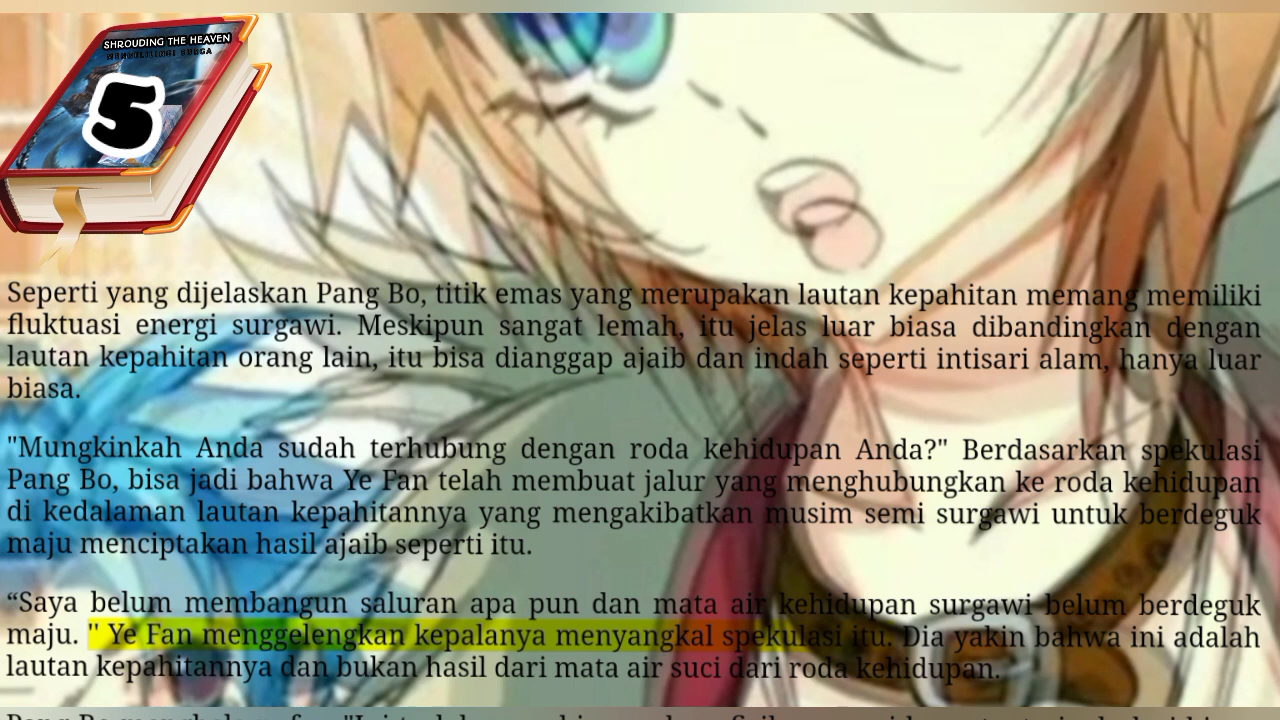 SHROUDING THE HEAVEN
5
Seperti yang dijelaskan Pang Bo, titik emas yang merupakan lautan kepahitan memang memiliki
fluktuasi energi surgawi. Meskipun sangat lemah, itu jelas luar biasa dibandingkan dengan
lautan kepahitan orang lain, itu bisa dianggap ajaib dan indah seperti intisari alam, hanya luar
biasa.
"Mungkinkah Anda sudah terhubung dengan roda kehidupan Anda?" Berdasarkan spekulasi
Pang Bo, bisa jadi bahwa Ye Fan telah membuat jalur yang menghubungkan ke roda kehidupan
di kedalaman lautan kepahitannya yang mengakibatkan musim semi surgawi untuk berdeguk
maju menciptakan hasil ajaib seperti itu.
“Saya belum membangun saluran apa pun dan mata air kehidupan surgawi belum berdeguk
maju. " Ye Fan menggelengkan kepalanya menyangkal spekulasi itu. Dia yakin bahwa ini adalah
lautan kepahitannya dan bukan hasil dari mata air suci dari roda kehidupan.